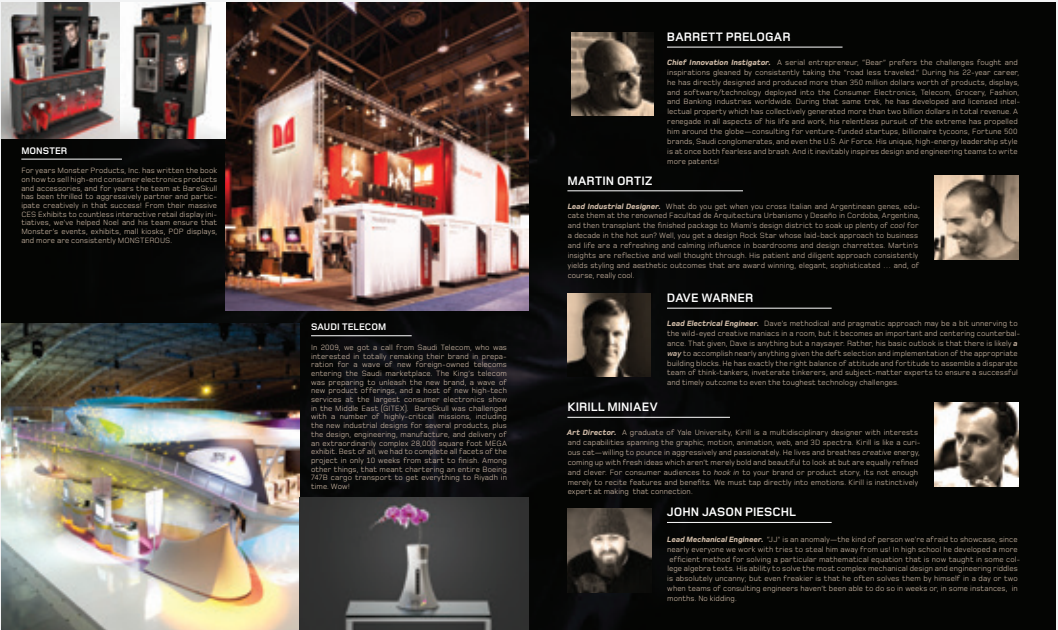 MONSTER
For years Monster Products, Inc. has written the book
on how to sell high-end consumer electronics products
and accessories, and for years the team at BareSkull
has been thrilled to aggressively partner and partic-
ipate creatively in that success! From their massive
CES Exhibits to countless interactive retail display ini-
tiatives, we've helped Noel and his team ensure that
Monster's events, exhibits, mall kiosks, POP displays,
and more are consistently MONSTEROUS.
MONSTER
SAUDI TELECOM
In 2009, we got a call from Saudi Telecom, who was
interested in totally remaking their brand in prepa-
ration for a wave of new foreign-owned telecoms
entering the Saudi marketplace. The King's telecom
was preparing to unleash the new brand, a wave of
new product offerings, and a host of new high-tech
services at the largest consumer electronics show
in the Middle East (GITEX). BareSkull was challenged
with a number of highly-critical missions, including
the new industrial designs for several products, plus
the design, engineering, manufacture, and delivery of
an extraordinarily complex 28,000 square foot MEGA
exhibit. Best of all, we had to complete all facets of the
project in only 10 weeks from start to finish. Among
other things, that meant chartering an entire Boeing
747B cargo transport to get everything to Riyadh in
time. Wow!
BARRETT PRELOGAR
Chief Innovation Instigator. A serial entrepreneur, "Bear" prefers the challenges fought and
inspirations gleaned by consistently taking the "road less traveled." During his 22-year career,
he has directly designed and produced more than 350 million dollars worth of products, displays,
and software/technology deployed into the Consumer Electronics, Telecom, Grocery, Fashion,
and Banking industries worldwide. During that same trek, he has developed and licensed intel-
lectual property which has collectively generated more than two billion dollars in total revenue. A
renegade in all aspects of his life and work, his relentless pursuit of the extreme has propelled
him around the globe—consulting for venture-funded startups, billionaire tycoons, Fortune 500
brands, Saudi conglomerates, and even the U.S. Air Force. His unique, high-energy leadership style
is at once both fearless and brash. And it inevitably inspires design and engineering teams to write
more patents!
MARTIN ORTIZ
Lead Industrial Designer. What do you get when you cross Italian and Argentinean genes, edu-
cate them at the renowned Facultad de Arquitectura Urbanismo y Deseño in Cordoba, Argentina,
and then transplant the finished package to Miami's design district to soak up plenty of cool for
a decade in the hot sun? Well, you get a design Rock Star whose laid-back approach to business
and life are a refreshing and calming influence in boardrooms and design charrettes. Martin's
insights are reflective and well thought through. His patient and diligent approach consistently
yields styling and aesthetic outcomes that are award winning, elegant, sophisticated ... and, of
course, really cool.
DAVE WARNER
Lead Electrical Engineer. Dave's methodical and pragmatic approach may be a bit unnerving to
the wild-eyed creative maniacs in a room, but it becomes an important and centering counterbal-
ance. That given, Dave is anything but a naysayer. Rather, his basic outlook is that there is likely a
way to accomplish nearly anything given the deft selection and implementation of the appropriate
building blocks. He has exactly the right balance of attitude and fortitude to assemble a disparate
team of think-tankers, inveterate tinkerers, and subject-matter experts to ensure a successful
and timely outcome to even the toughest technology challenges.
KIRILL MINIAEV
Art Director. A graduate of Yale University, Kirill is a multidisciplinary designer with interests
and capabilities spanning the graphic, motion, animation, web, and 3D spectra. Kirill is like a curi-
ous cat—willing to pounce in aggressively and passionately. He lives and breathes creative energy,
coming up with fresh ideas which aren't merely bold and beautiful to look at but are equally refined
and clever. For consumer audiences to hook in to your brand or product story, its not enough
merely to recite features and benefits. We must tap directly into emotions. Kirill is instinctively
expert at making that connection.
JOHN JASON PIESCHL
Lead Mechanical Engineer. "JJ" is an anomaly—the kind of person we're afraid to showcase, since
nearly everyone we work with tries to steal him away from us! In high school he developed a more
efficient method for solving a particular mathematical equation that is now taught in some col-
lege algebra texts. His ability to solve the most complex mechanical design and engineering riddles
is absolutely uncanny; but even freakier is that he often solves them by himself in a day or two
when teams of consulting engineers haven't been able to do so in weeks or, in some instances, in
months. No kidding.